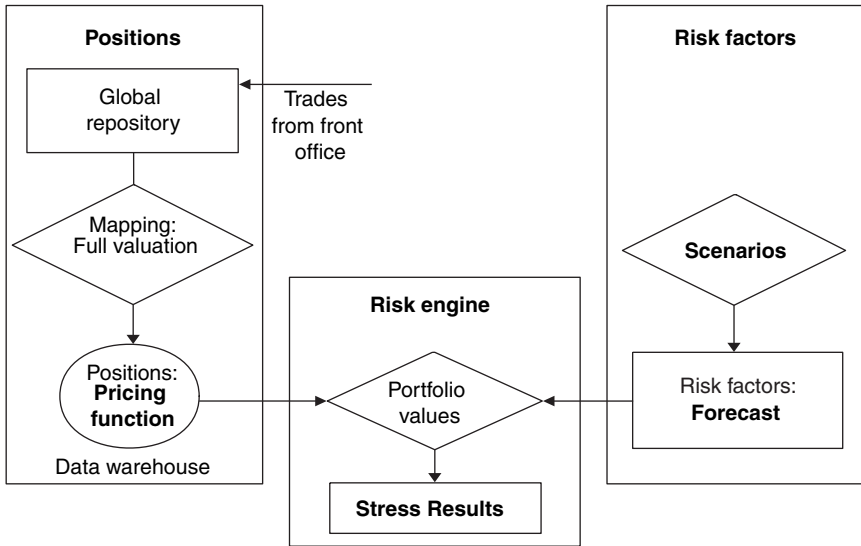 Positions
Global
repository
Trades
from front
office
Mapping:
Full valuation
Positions:
Pricing
function
Data warehouse
Risk engine
Portfolio
values
Stress Results
Risk factors
Scenarios
Risk factors:
Forecast